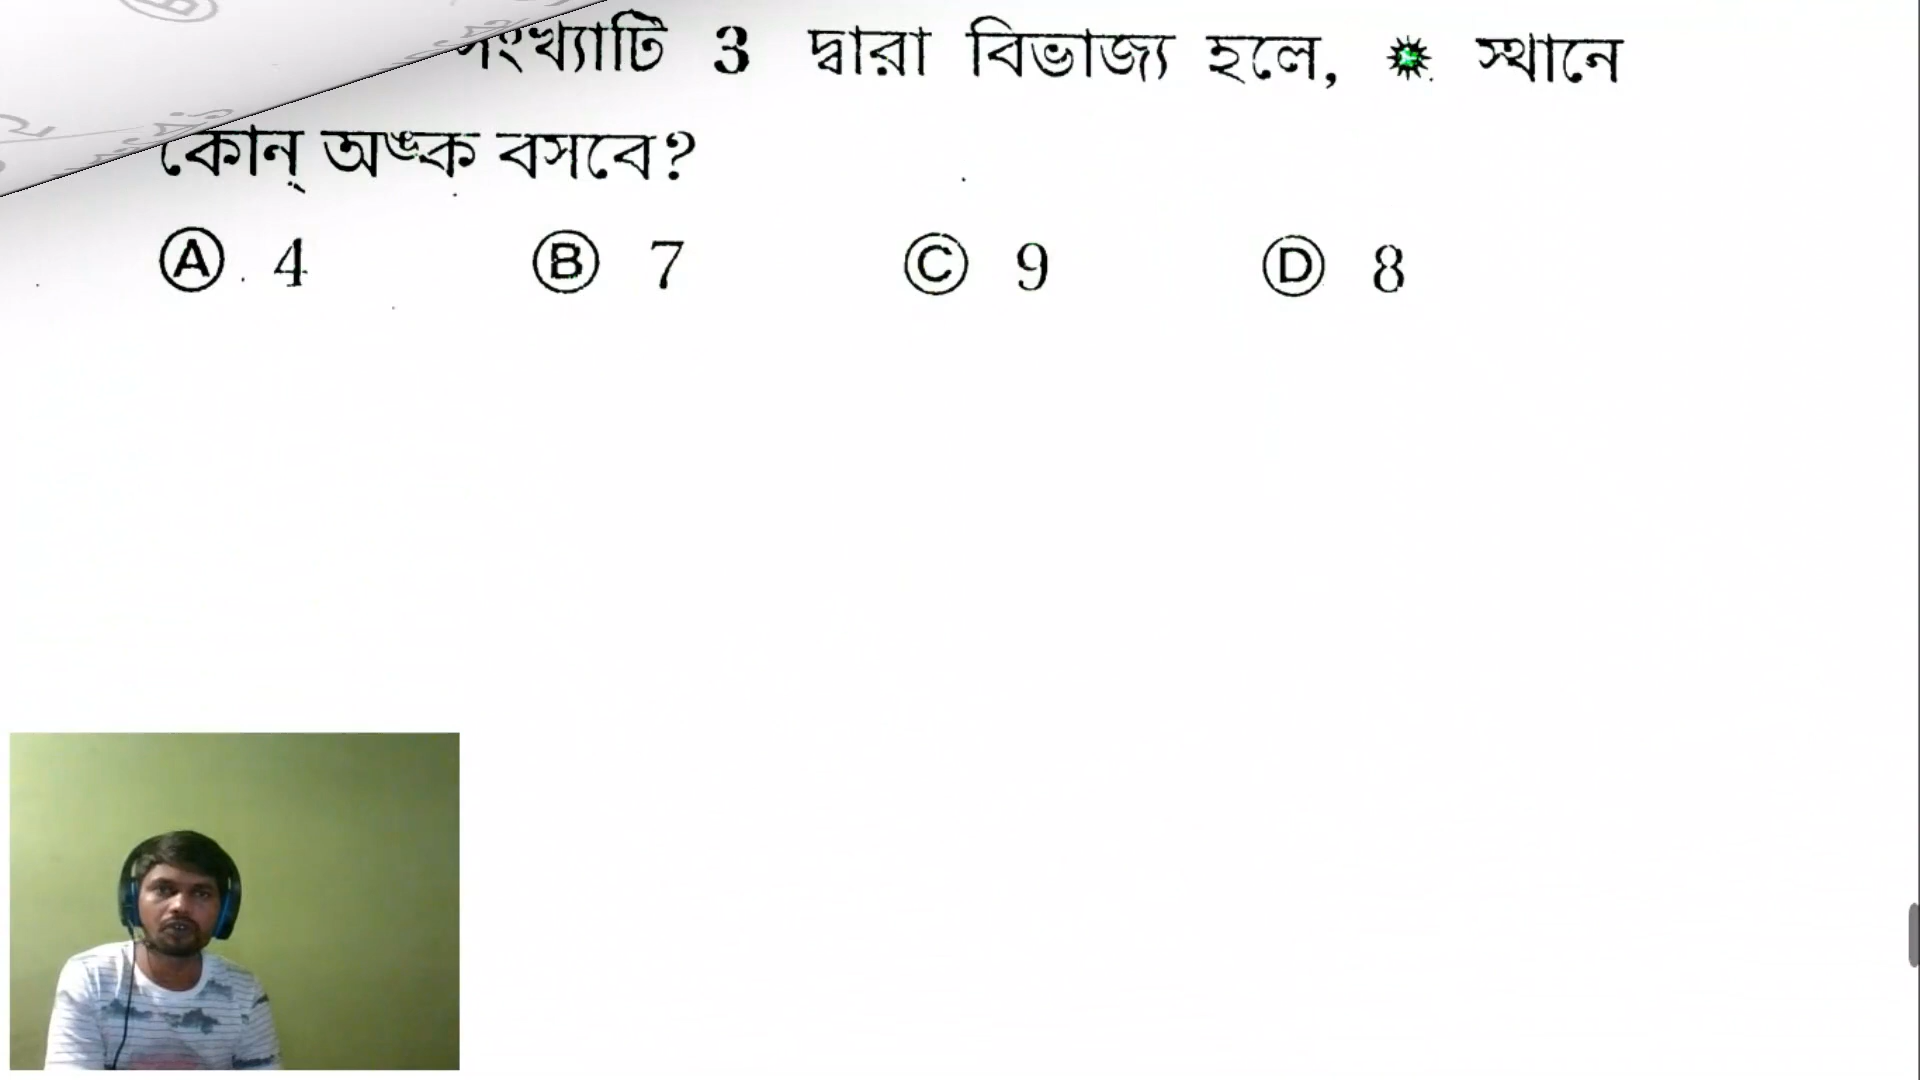 সংখ্যাটি 3 দ্বারা বিভাজ্য হলে, * স্থানে
কোন্ অঙ্ক বসবে?
Ⓐ 4 Ⓑ 7 Ⓒ 9 Ⓓ 8